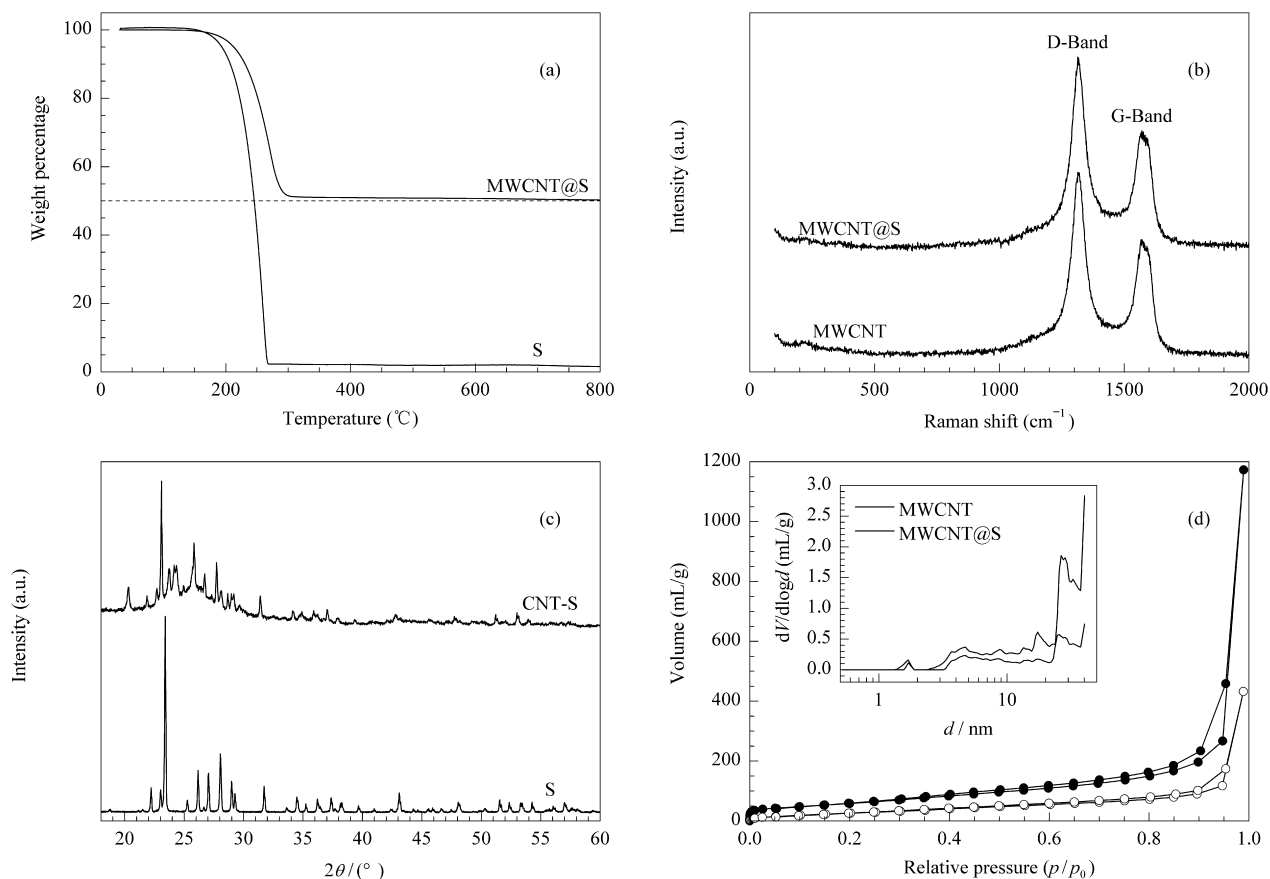 100
80
60
40
20
0
Weight percentage
(a)
MWCNT@S
S
0
200
400
600
800
Temperature (℃)
Intensity (a.u.)
D-Band
G-Band
(b)
MWCNT@S
MWCNT
0
500
1000
1500
2000
Raman shift (cm⁻¹)
Intensity (a.u.)
(c)
CNT-S
S
20
25
30
35
40
45
50
55
60
2θ / (°)
1200
1000
800
600
400
200
0
Volume (mL/g)
(d)
3.0
2.5
2.0
1.5
1.0
0.5
0.0
dV/dlogd (mL/g)
MWCNT
MWCNT@S
1
10
d / nm
0.0
0.2
0.4
0.6
0.8
1.0
Relative pressure (p / p₀)